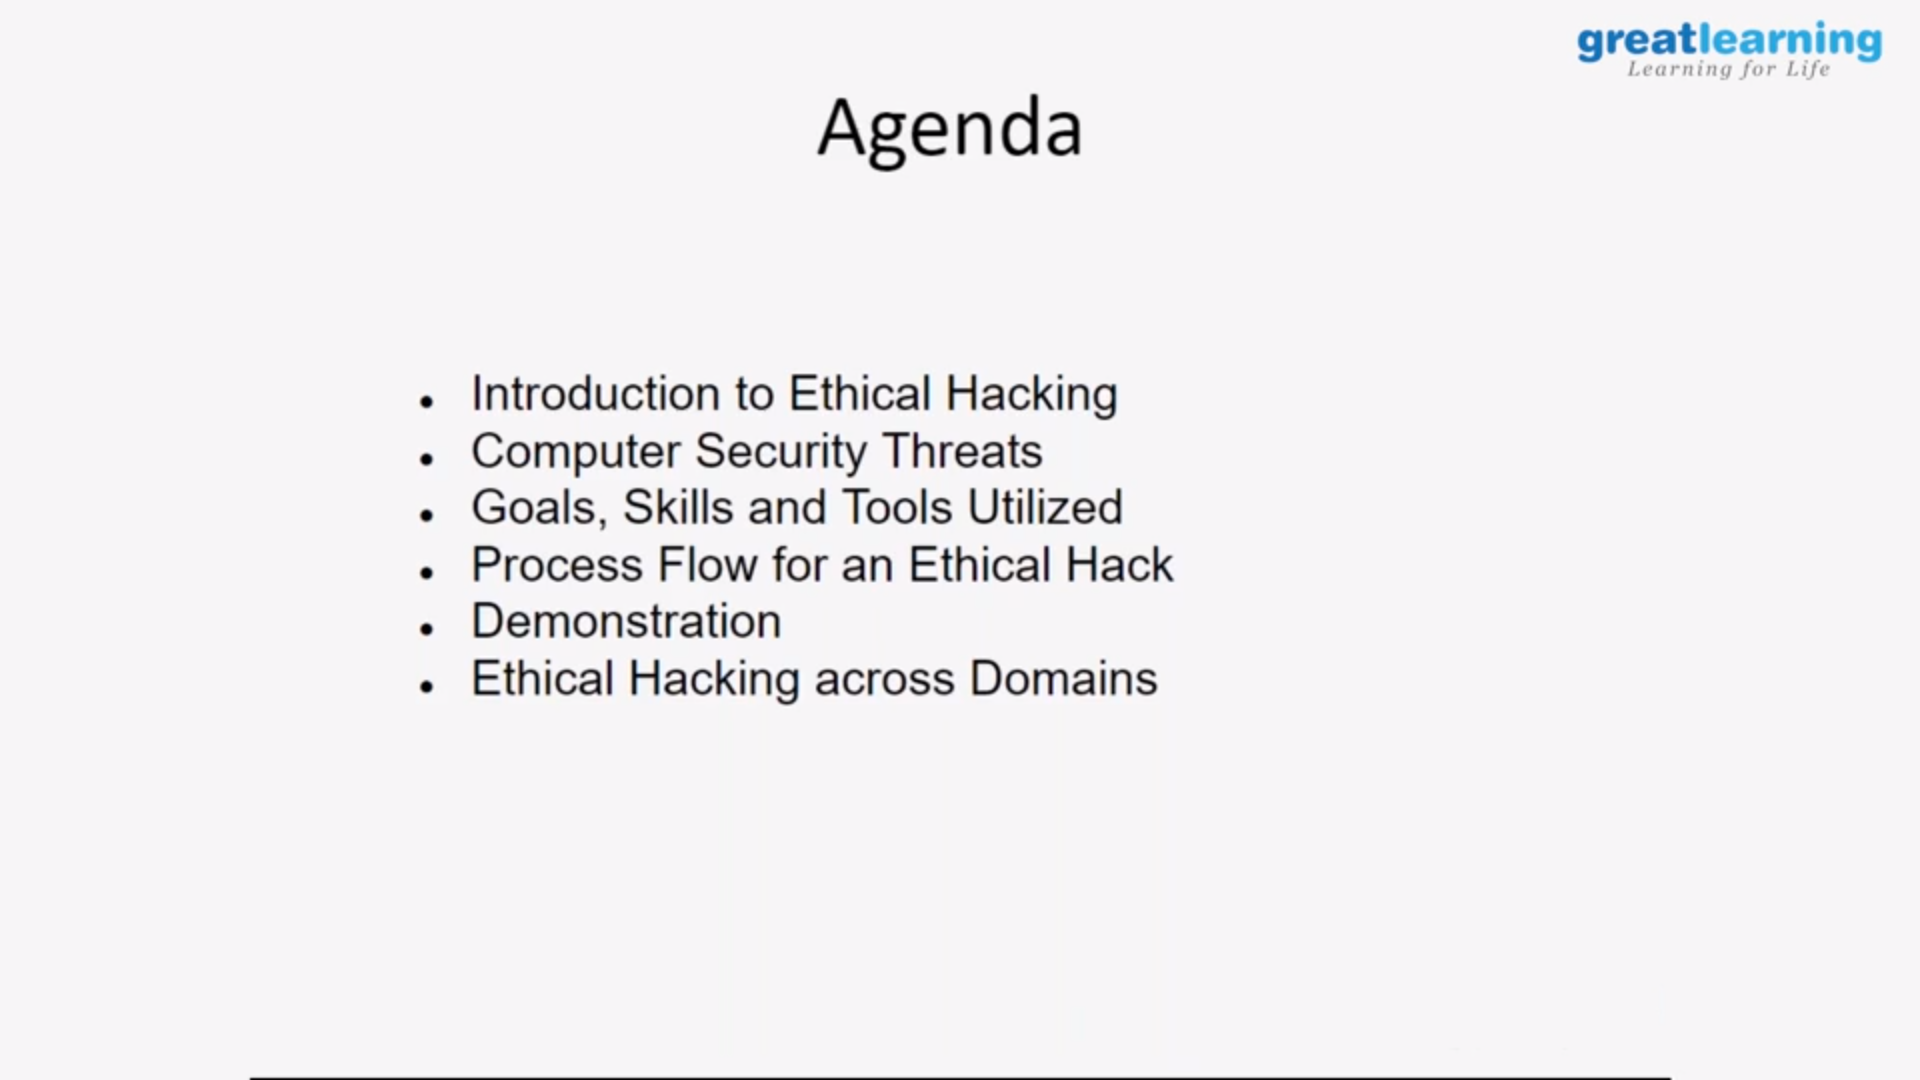 greatlearning
Learning for Life
Agenda
• Introduction to Ethical Hacking
• Computer Security Threats
• Goals, Skills and Tools Utilized
• Process Flow for an Ethical Hack
• Demonstration
• Ethical Hacking across Domains